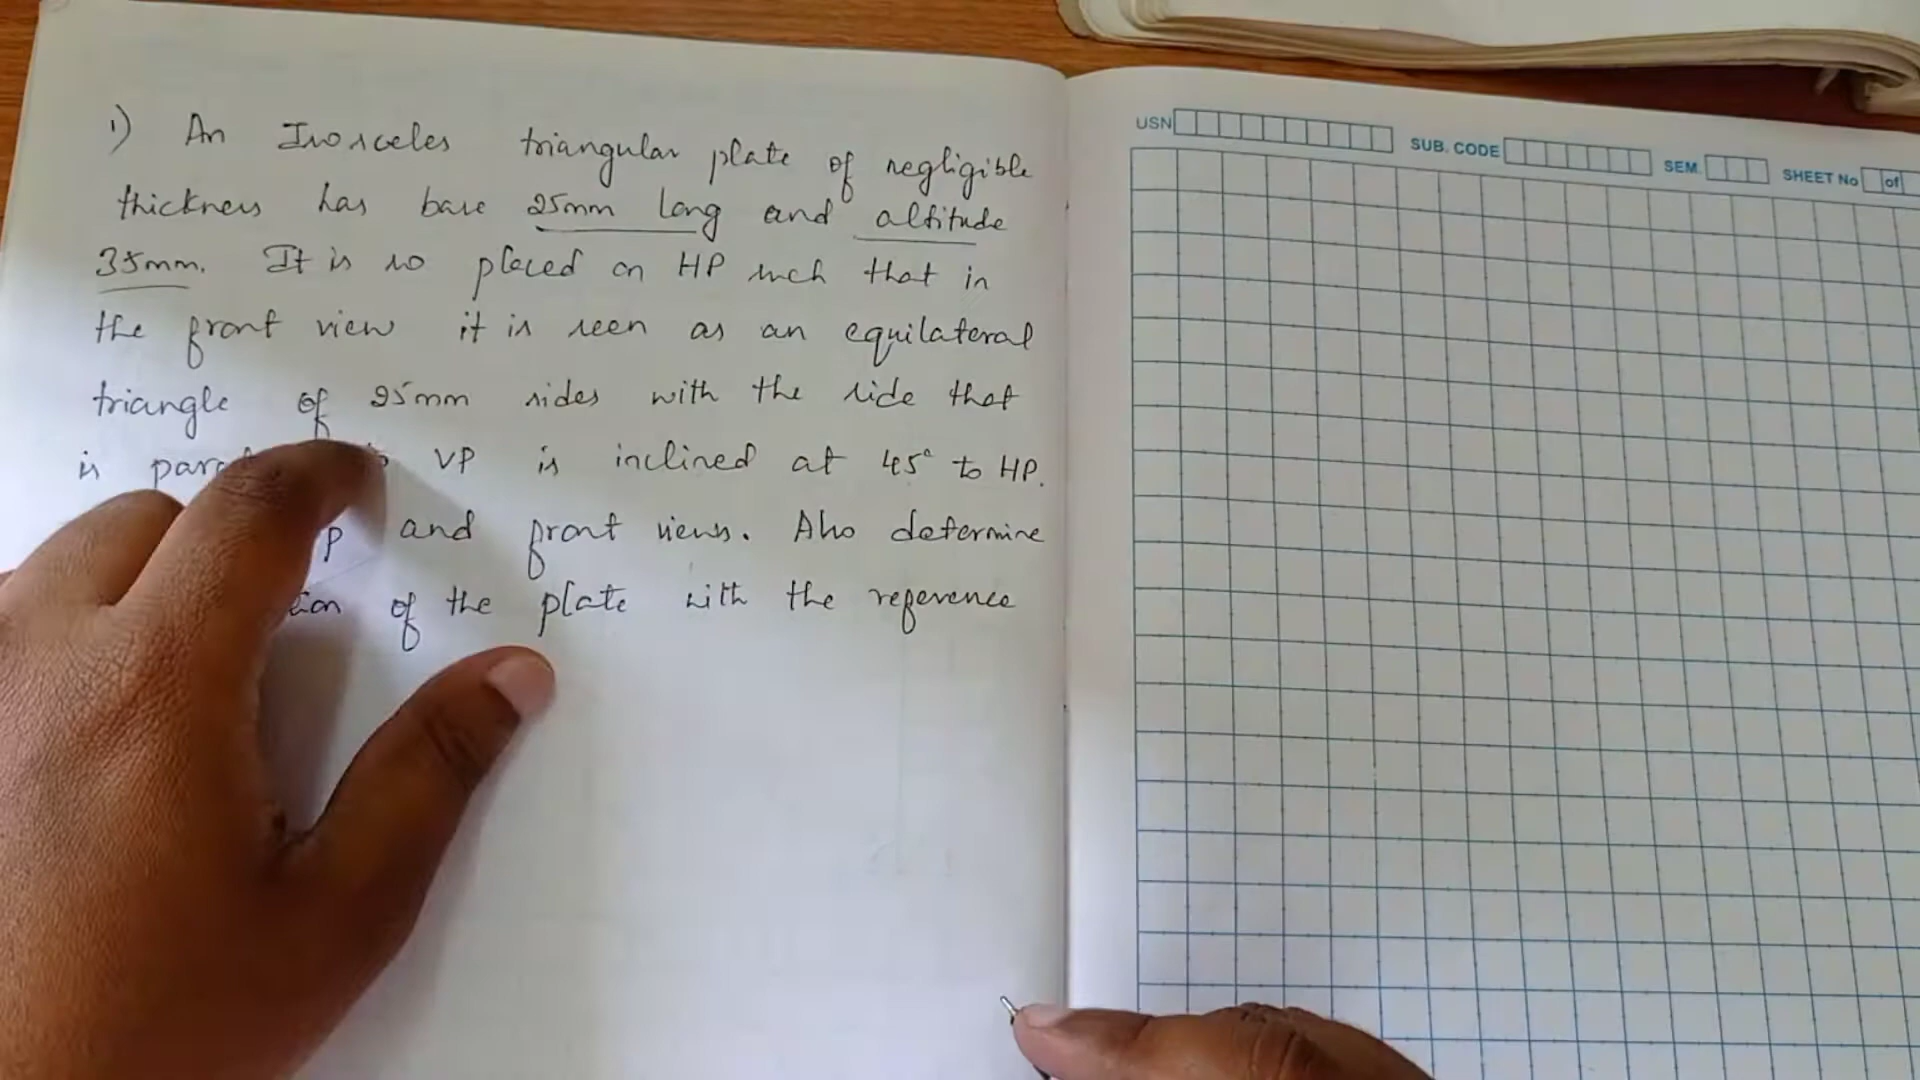 1) An Isosceles triangular plate of negligible
thickness has base 25mm long and altitude
35mm. It is so placed on HP such that in
the front view it is seen as an equilateral
triangle of 25mm sides with the side that
is VP is inclined at 45° to HP.
and front views. Also determine
of the plate with the reference
USN SUB. CODE SEM. SHEET No of